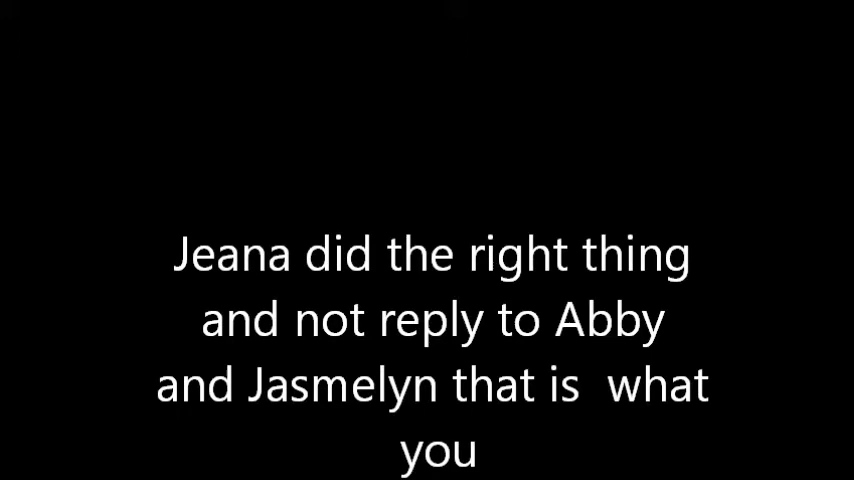 Jeana did the right thing
and not reply to Abby
and Jasmelyn that is  what
you